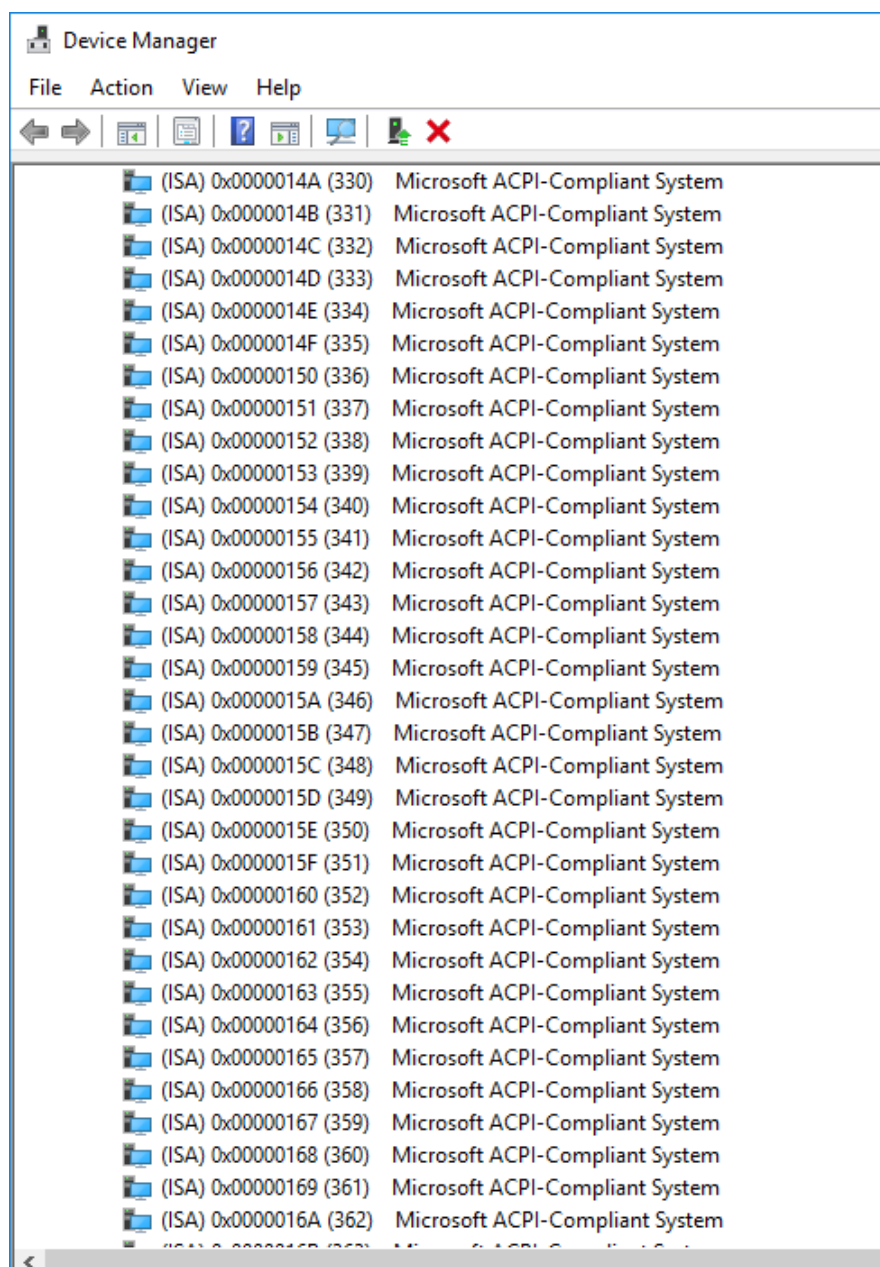 Device Manager
File Action View Help
(ISA) 0x0000014A (330) Microsoft ACPI-Compliant System
(ISA) 0x0000014B (331) Microsoft ACPI-Compliant System
(ISA) 0x0000014C (332) Microsoft ACPI-Compliant System
(ISA) 0x0000014D (333) Microsoft ACPI-Compliant System
(ISA) 0x0000014E (334) Microsoft ACPI-Compliant System
(ISA) 0x0000014F (335) Microsoft ACPI-Compliant System
(ISA) 0x00000150 (336) Microsoft ACPI-Compliant System
(ISA) 0x00000151 (337) Microsoft ACPI-Compliant System
(ISA) 0x00000152 (338) Microsoft ACPI-Compliant System
(ISA) 0x00000153 (339) Microsoft ACPI-Compliant System
(ISA) 0x00000154 (340) Microsoft ACPI-Compliant System
(ISA) 0x00000155 (341) Microsoft ACPI-Compliant System
(ISA) 0x00000156 (342) Microsoft ACPI-Compliant System
(ISA) 0x00000157 (343) Microsoft ACPI-Compliant System
(ISA) 0x00000158 (344) Microsoft ACPI-Compliant System
(ISA) 0x00000159 (345) Microsoft ACPI-Compliant System
(ISA) 0x0000015A (346) Microsoft ACPI-Compliant System
(ISA) 0x0000015B (347) Microsoft ACPI-Compliant System
(ISA) 0x0000015C (348) Microsoft ACPI-Compliant System
(ISA) 0x0000015D (349) Microsoft ACPI-Compliant System
(ISA) 0x0000015E (350) Microsoft ACPI-Compliant System
(ISA) 0x0000015F (351) Microsoft ACPI-Compliant System
(ISA) 0x00000160 (352) Microsoft ACPI-Compliant System
(ISA) 0x00000161 (353) Microsoft ACPI-Compliant System
(ISA) 0x00000162 (354) Microsoft ACPI-Compliant System
(ISA) 0x00000163 (355) Microsoft ACPI-Compliant System
(ISA) 0x00000164 (356) Microsoft ACPI-Compliant System
(ISA) 0x00000165 (357) Microsoft ACPI-Compliant System
(ISA) 0x00000166 (358) Microsoft ACPI-Compliant System
(ISA) 0x00000167 (359) Microsoft ACPI-Compliant System
(ISA) 0x00000168 (360) Microsoft ACPI-Compliant System
(ISA) 0x00000169 (361) Microsoft ACPI-Compliant System
(ISA) 0x0000016A (362) Microsoft ACPI-Compliant System